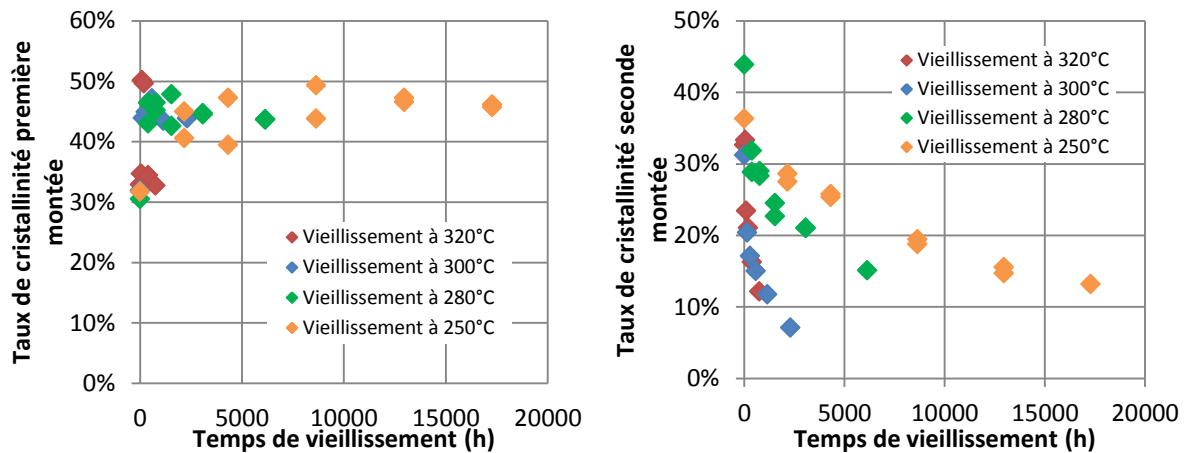 Taux de cristallinité première
montée
60%
50%
40%
30%
20%
10%
0%
Vieillissement à 320°C
Vieillissement à 300°C
Vieillissement à 280°C
Vieillissement à 250°C
0 5000 10000 15000 20000
Temps de vieillissement (h)
Taux de cristallinité seconde
montée
50%
40%
30%
20%
10%
0%
Vieillissement à 320°C
Vieillissement à 300°C
Vieillissement à 280°C
Vieillissement à 250°C
0 5000 10000 15000 20000
Temps de vieillissement (h)